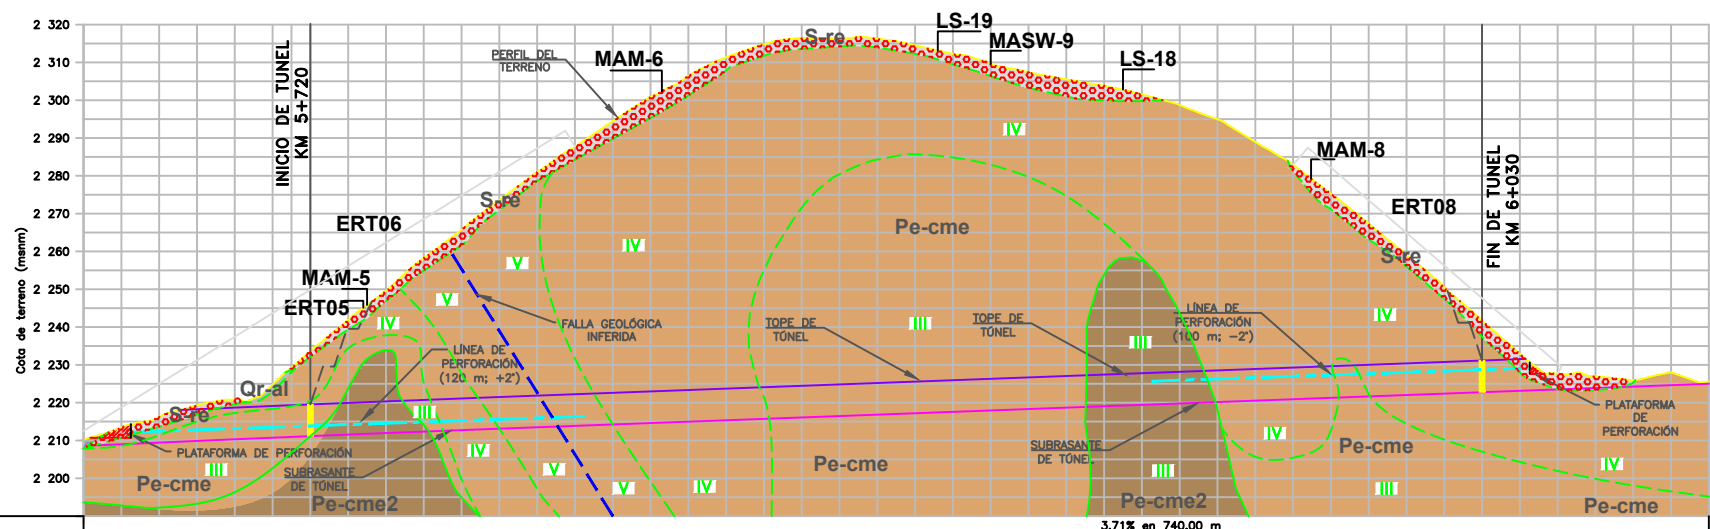 2 320
2 310
2 300
2 290
2 280
2 270
2 260
2 250
2 240
2 230
2 220
2 210
2 200
Cota de terreno (msnm)
INICIO DE TUNEL
KM 5+720
PERFIL DEL
TERRENO
MAM-6
S-re
LS-19
MASW-9
LS-18
IV
MAM-8
FIN DE TUNEL
KM 6+030
ERT08
S-re
S-re
ERT06
Pe-cme
IV
V
MAM-5
ERT05
V
IV
FALLA GEOLÓGICA
INFERIDA
TOPE DE
TÚNEL
III
TOPE DE
TÚNEL
LÍNEA DE
PERFORACIÓN
(100 m; -2°)
IV
III
LÍNEA DE
PERFORACIÓN
(120 m; +2°)
Qr-al
S-re
III
PLATAFORMA
DE
PERFORACIÓN
PLATAFORMA DE PERFORACIÓN
IV
SUBRASANTE
DE TÚNEL
IV
Pe-cme
III
SUBRASANTE
DE TÚNEL
V
Pe-cme
III
IV
Pe-cme
V
IV
III
Pe-cme2
Pe-cme2
Pe-cme
3.71% en 740.00 m